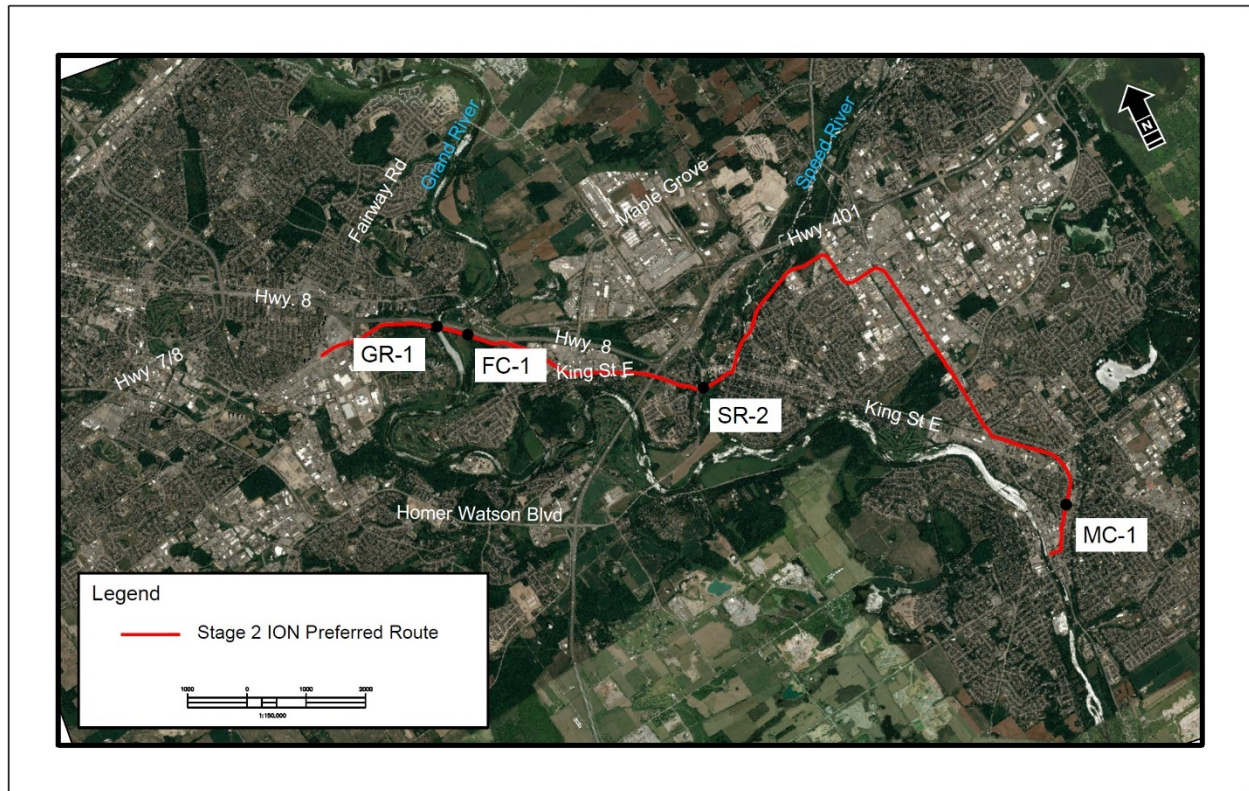 Grand River
Speed River
Fairway Rd
Maple Grove
Hwy. 401
Hwy. 8
Hwy. 7/8
GR-1
FC-1
Hwy. 8
King St E
SR-2
King St E
Homer Watson Blvd
MC-1
N
Legend
Stage 2 ION Preferred Route
1000 0 1000 2000
1:150,000